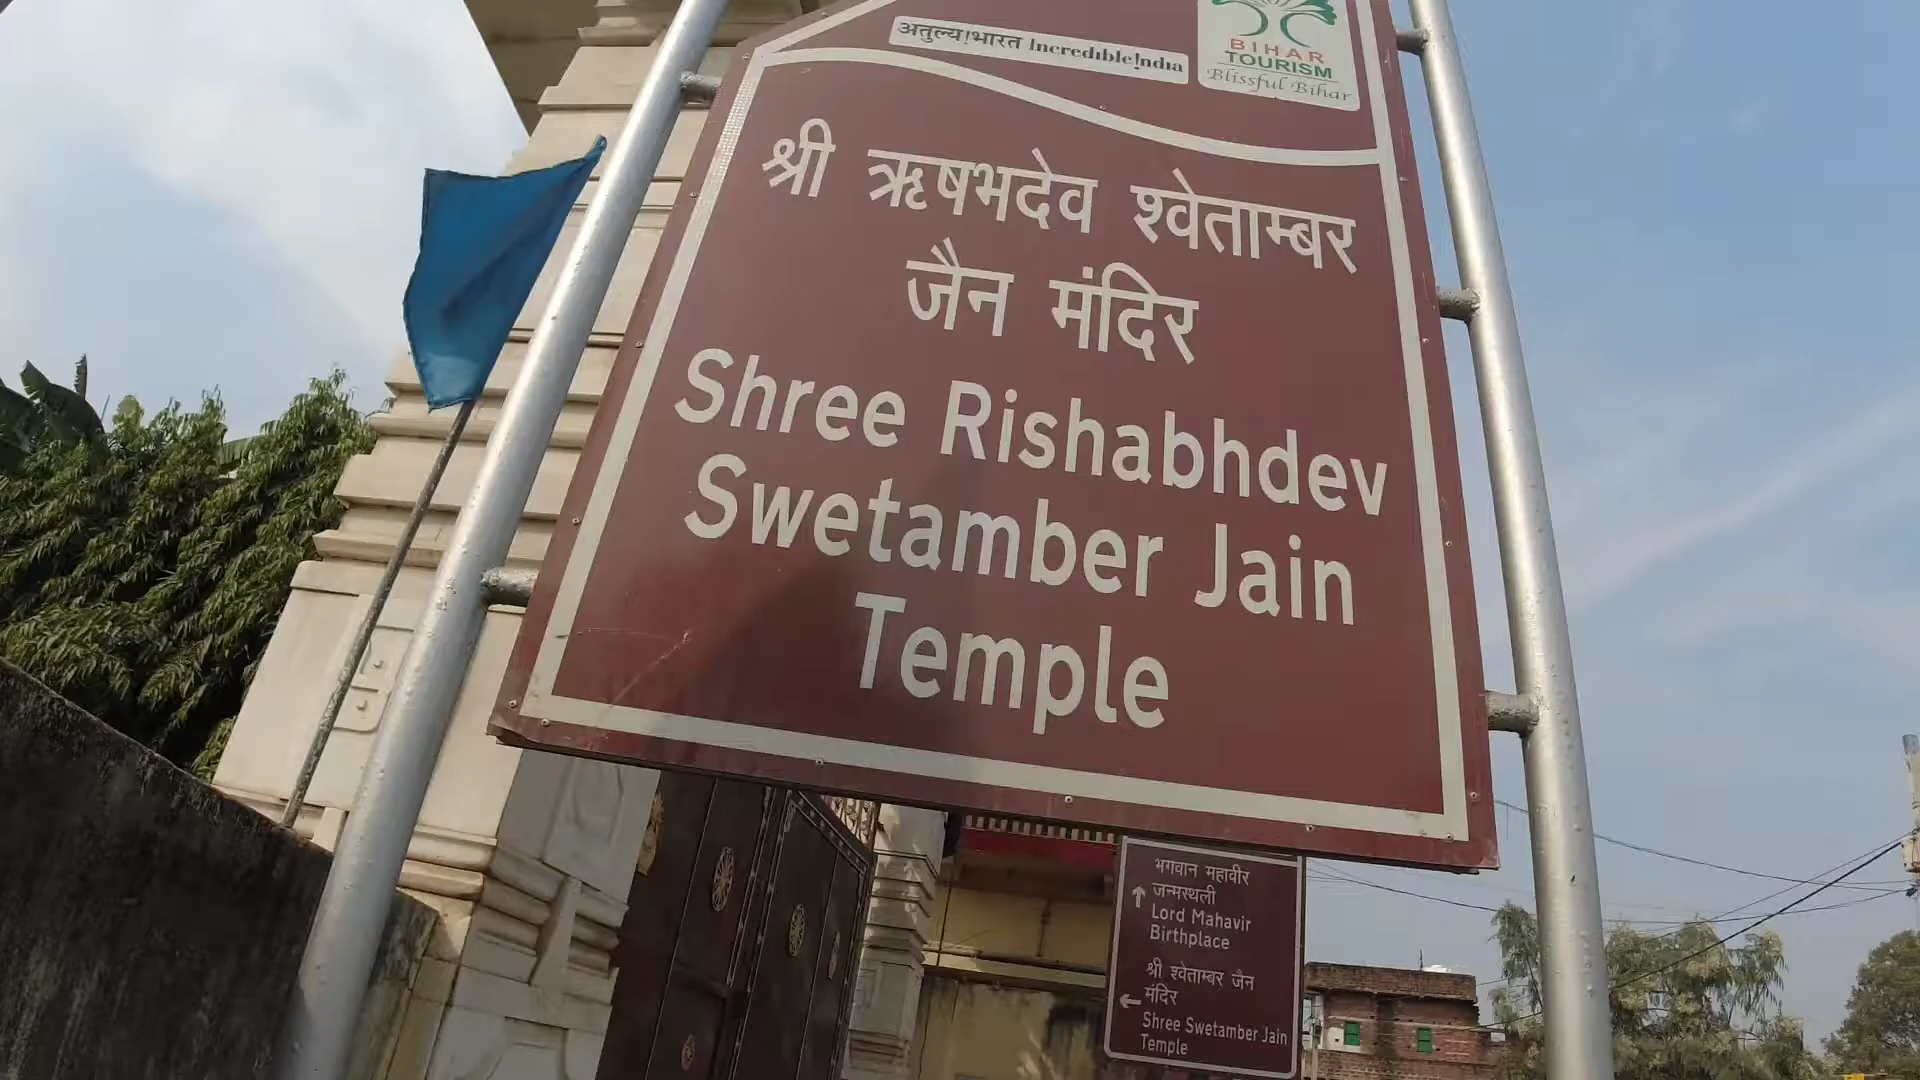 अतुल्य!भारत Incredible!ndia
BIHAR
TOURISM
Blissful Bihar
श्री ऋषभदेव श्वेताम्बर
जैन मंदिर
Shree Rishabhdev
Swetamber Jain
Temple
भगवान महावीर
जन्मस्थली
Lord Mahavir
Birthplace
श्री श्वेताम्बर जैन
मंदिर
Shree Swetamber Jain
Temple